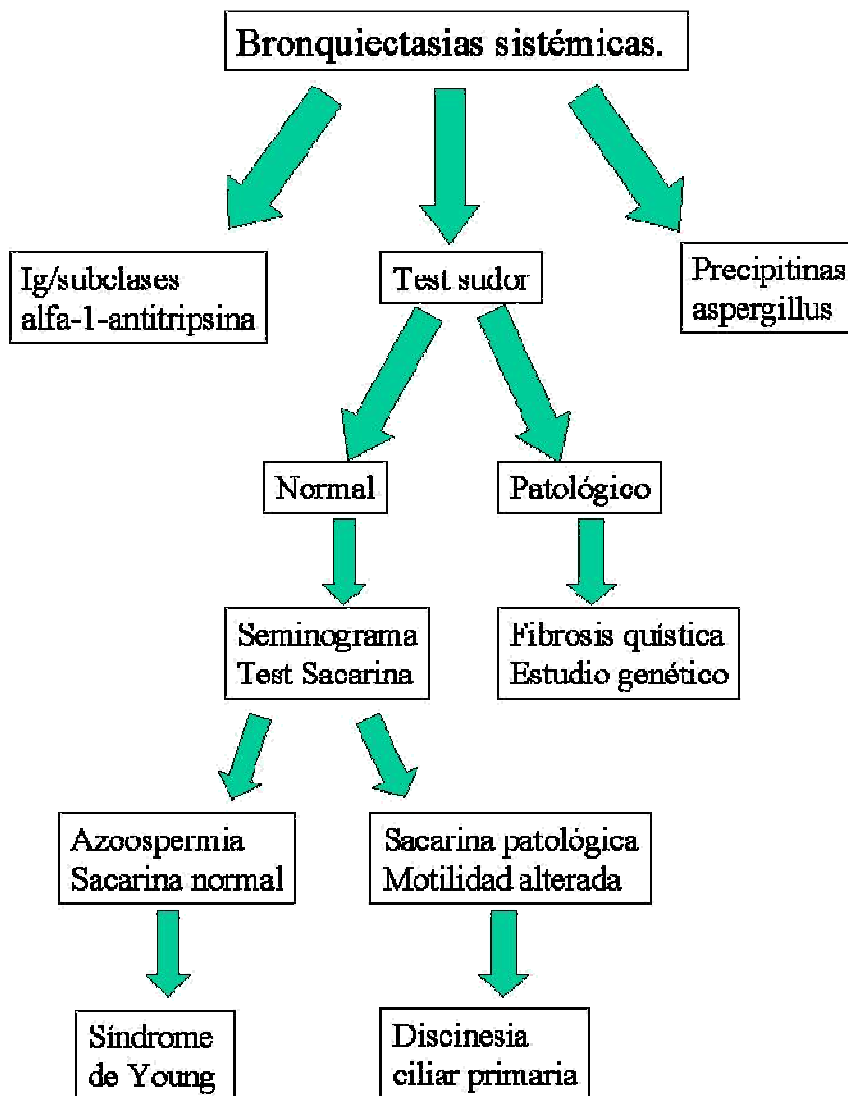 Bronquiectasias sistémicas.
Ig/subclases
alfa-1-antitripsina
Test sudor
Precipitinas
aspergillus
Normal
Patológico
Seminograma
Test Sacarina
Fibrosis quística
Estudio genético
Azoospermia
Sacarina normal
Sacarina patológica
Motilidad alterada
Síndrome
de Young
Discinesia
ciliar primaria